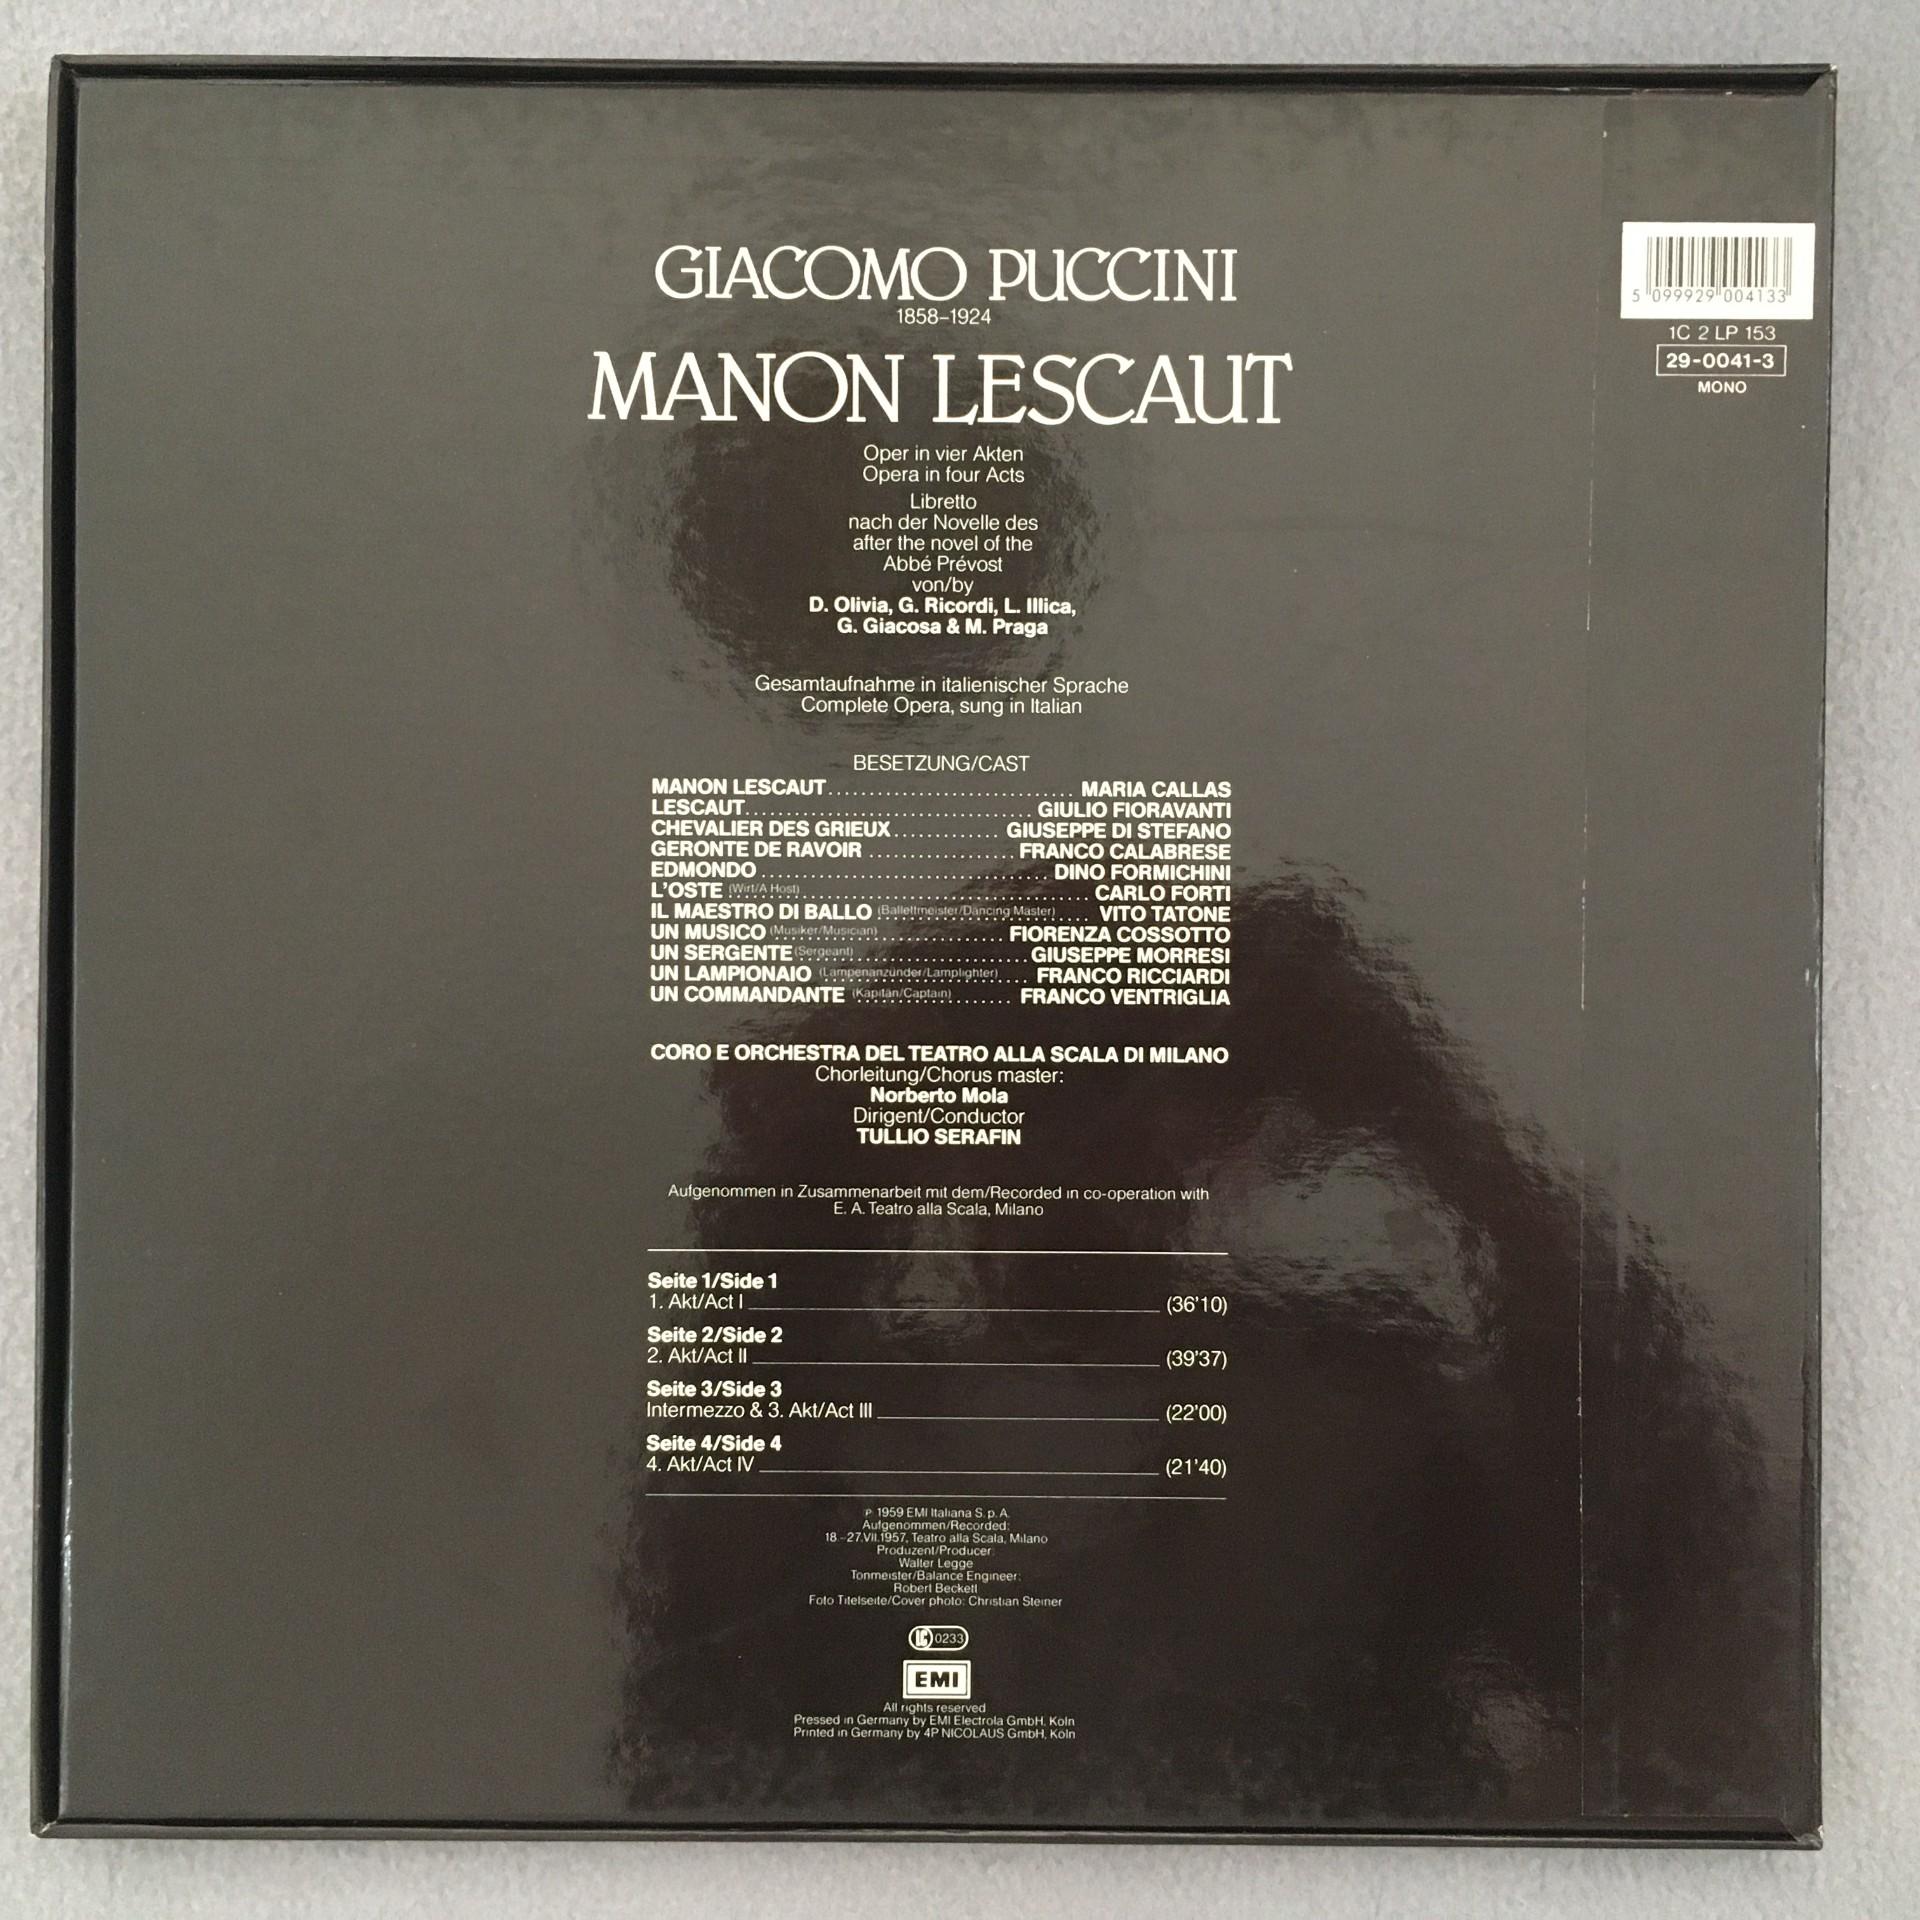 GIACOMO PUCCINI
1858–1924
MANON LESCAUT
Oper in vier Akten
Opera in four Acts
Libretto
nach der Novelle des
after the novel of the
Abbé Prévost
von/by
D. Olivia, G. Ricordi, L. Illica,
G. Giacosa & M. Praga
Gesamtaufnahme in italienischer Sprache
Complete Opera, sung in Italian
BESETZUNG/CAST
MANON LESCAUT.............................. MARIA CALLAS
LESCAUT................................... GIULIO FIORAVANTI
CHEVALIER DES GRIEUX............. GIUSEPPE DI STEFANO
GERONTE DE RAVOIR .................. FRANCO CALABRESE
EDMONDO ................................... DINO FORMICHINI
L'OSTE (Wirt/A Host)................................... CARLO FORTI
IL MAESTRO DI BALLO (Ballettmeister/Dancing Master).... VITO TATONE
UN MUSICO (Musiker/Musician)............................ FIORENZA COSSOTTO
UN SERGENTE (Sergeant)............................ GIUSEPPE MORRESI
UN LAMPIONAIO (Lampenanzünder/Lamplighter).... FRANCO RICCIARDI
UN COMMANDANTE (Kapitän/Captain)....... FRANCO VENTRIGLIA
CORO E ORCHESTRA DEL TEATRO ALLA SCALA DI MILANO
Chorleitung/Chorus master:
Norberto Mola
Dirigent/Conductor
TULLIO SERAFIN
Aufgenommen in Zusammenarbeit mit dem/Recorded in co-operation with
E. A. Teatro alla Scala, Milano
Seite 1/Side 1
1. Akt/Act I (36'10)
Seite 2/Side 2
2. Akt/Act II (39'37)
Seite 3/Side 3
Intermezzo & 3. Akt/Act III (22'00)
Seite 4/Side 4
4. Akt/Act IV (21'40)
℗ 1959 EMI Italiana S. p. A.
Aufgenommen/Recorded:
18.–27.VII.1957, Teatro alla Scala, Milano
Produzent/Producer:
Walter Legge
Tonmeister/Balance Engineer:
Robert Beckett
Foto Titelseite/Cover photo: Christian Steiner
LC 0233
EMI
All rights reserved
Pressed in Germany by EMI Electrola GmbH, Köln
Printed in Germany by 4P NICOLAUS GmbH, Köln
5 099929 004133
1C 2 LP 153
29-0041-3
MONO